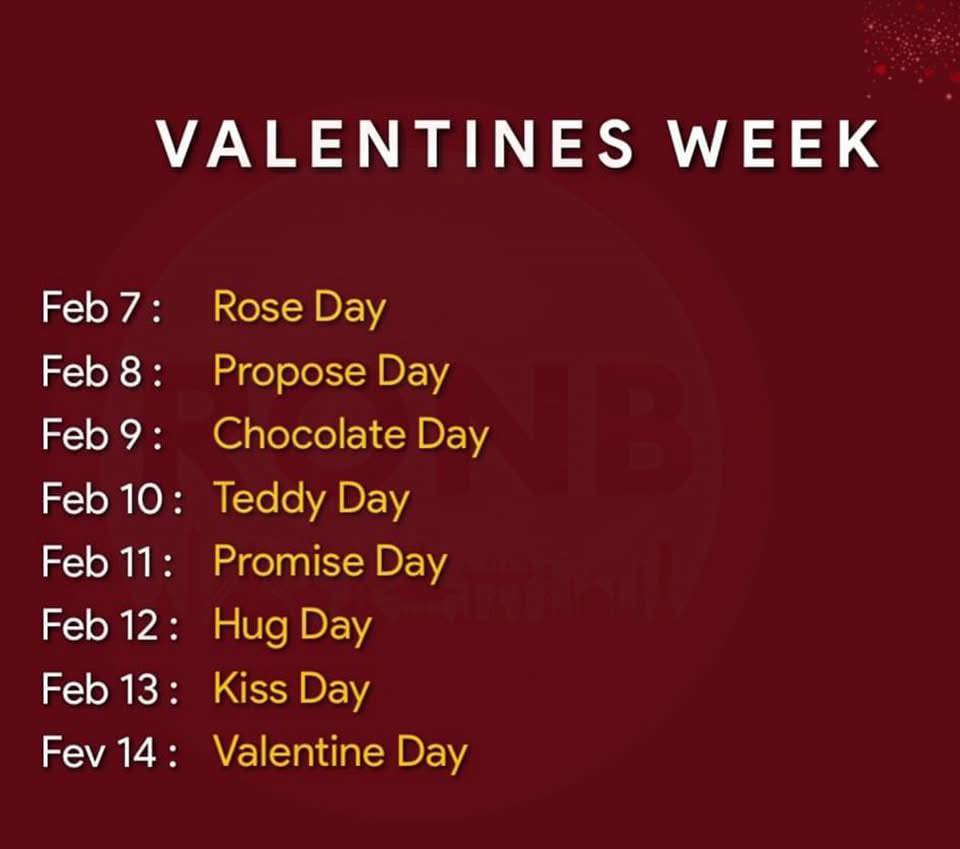 VALENTINES WEEK
Feb 7 : Rose Day
Feb 8 : Propose Day
Feb 9 : Chocolate Day
Feb 10 : Teddy Day
Feb 11 : Promise Day
Feb 12 : Hug Day
Feb 13 : Kiss Day
Fev 14 : Valentine Day
RONB